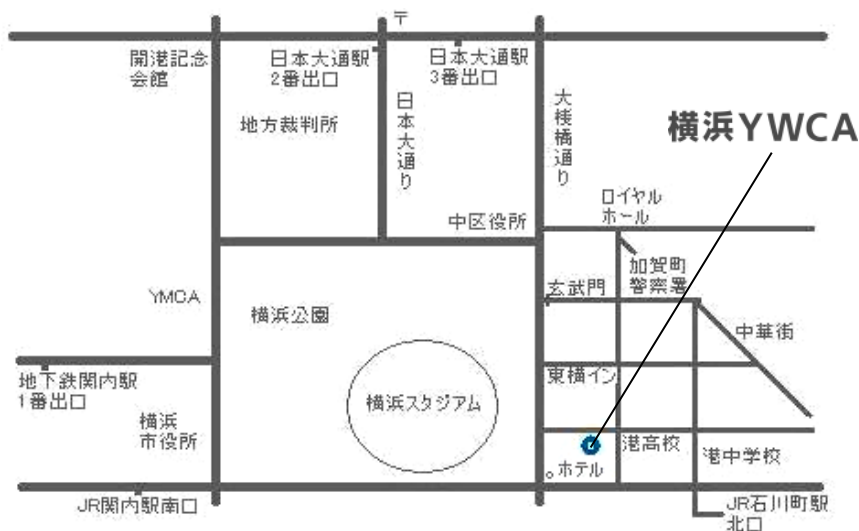 〒
開港記念
会館
日本大通駅
2番出口
日本大通駅
3番出口
地方裁判所
日本大通り
大桟橋通り
横浜YWCA
ロイヤル
ホール
中区役所
加賀町
警察署
玄武門
YMCA
横浜公園
中華街
地下鉄関内駅
1番出口
東横イン
横浜スタジアム
横浜
市役所
港高校
港中学校
ホテル
JR関内駅南口
JR石川町駅
北口